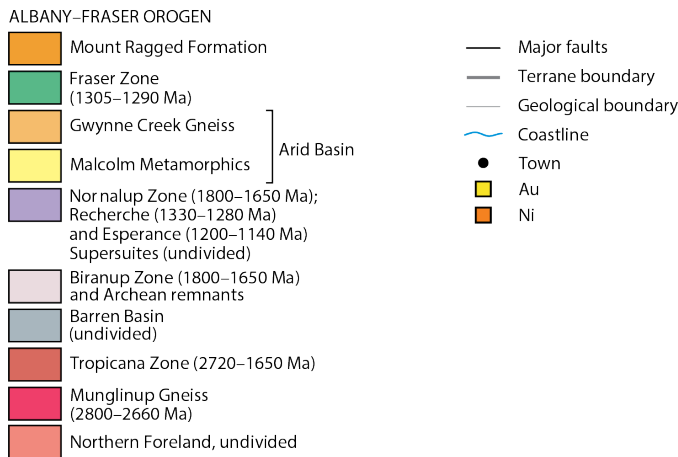 ALBANY–FRASER OROGEN
Mount Ragged Formation
Fraser Zone
(1305–1290 Ma)
Gwynne Creek Gneiss
Malcolm Metamorphics
Arid Basin
Nornalup Zone (1800–1650 Ma);
Recherche (1330–1280 Ma)
and Esperance (1200–1140 Ma)
Supersuites (undivided)
Biranup Zone (1800–1650 Ma)
and Archean remnants
Barren Basin
(undivided)
Tropicana Zone (2720–1650 Ma)
Munglinup Gneiss
(2800–2660 Ma)
Northern Foreland, undivided
Major faults
Terrane boundary
Geological boundary
Coastline
Town
Au
Ni